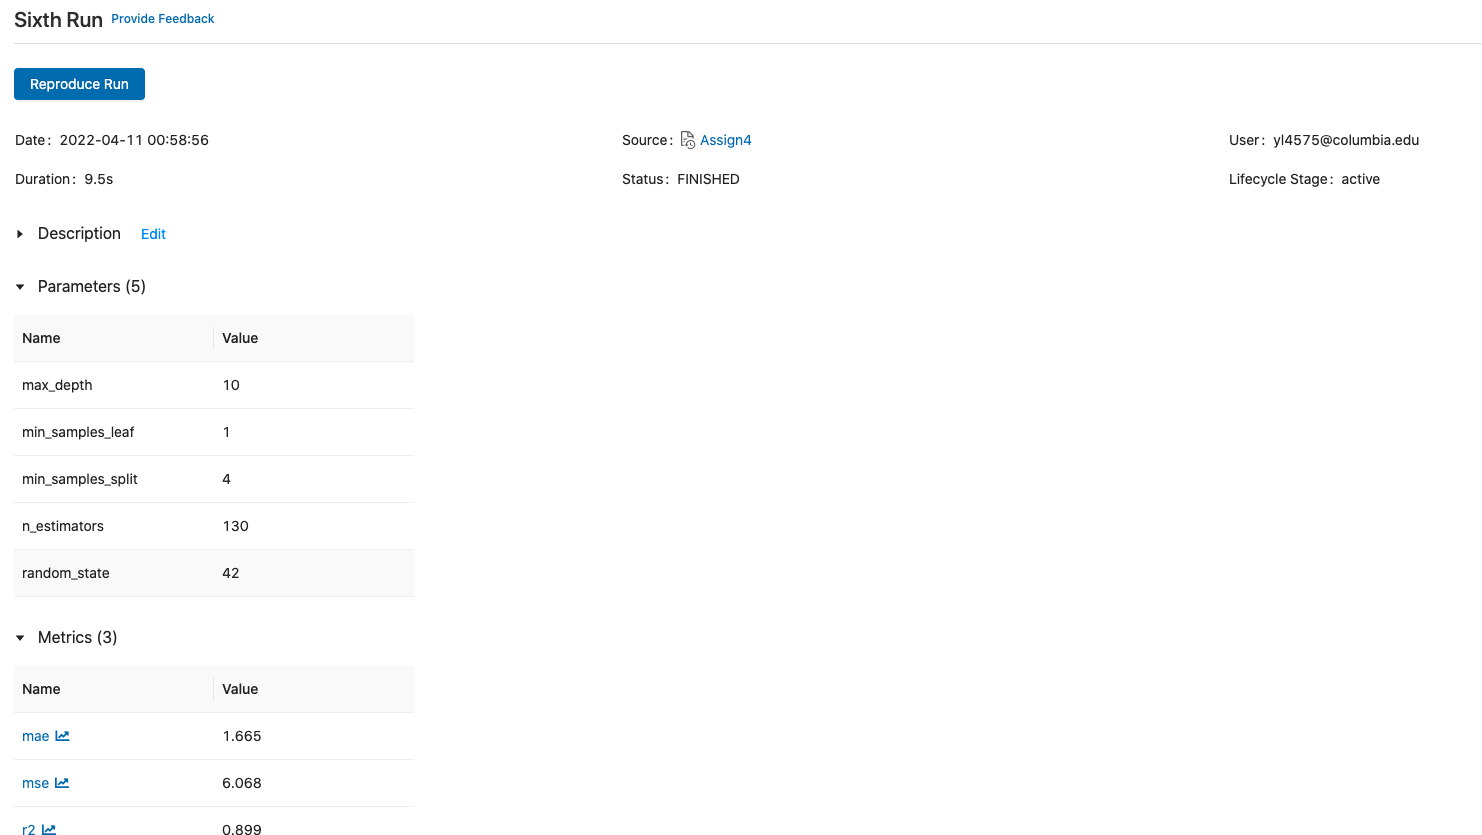 Sixth Run Provide Feedback
Reproduce Run
Date: 2022-04-11 00:58:56 Source: Assign4 User: yl4575@columbia.edu
Duration: 9.5s Status: FINISHED Lifecycle Stage: active
Description Edit
Parameters (5)
Name Value
max_depth 10
min_samples_leaf 1
min_samples_split 4
n_estimators 130
random_state 42
Metrics (3)
Name Value
mae 1.665
mse 6.068
r2 0.899